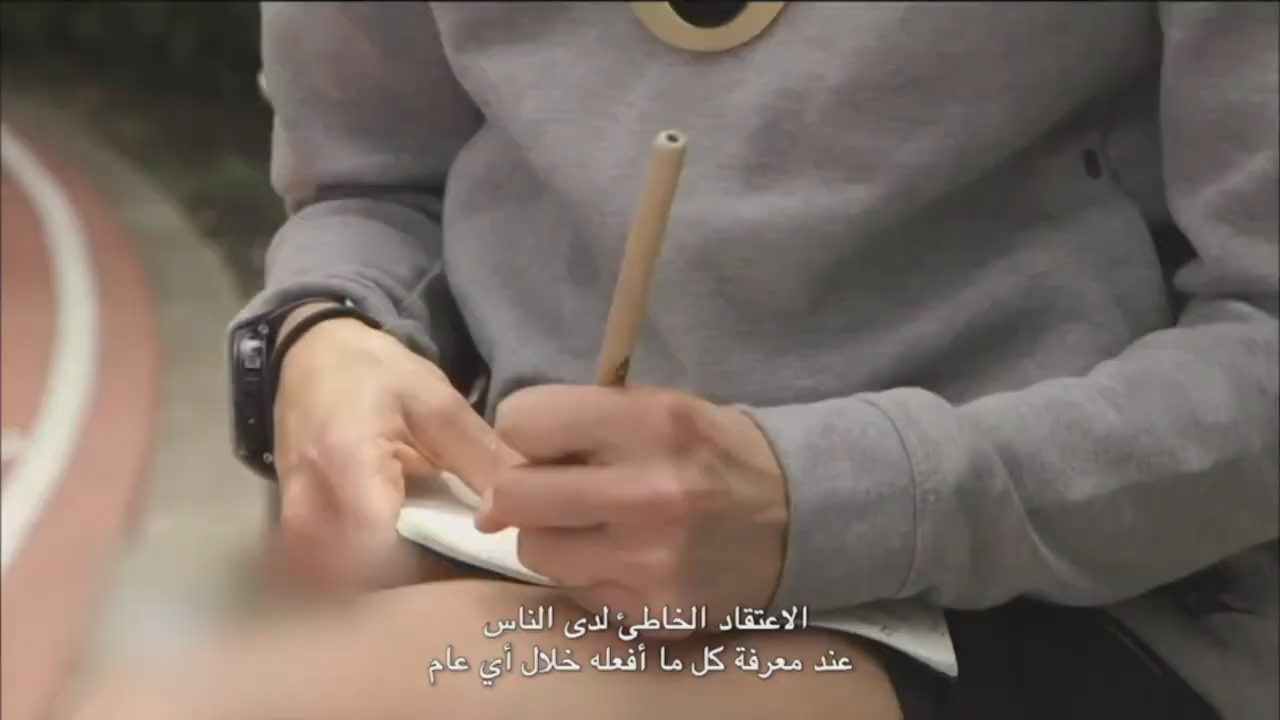 الاعتقاد الخاطئ لدى الناس
عند معرفة كل ما أفعله خلال أي عام